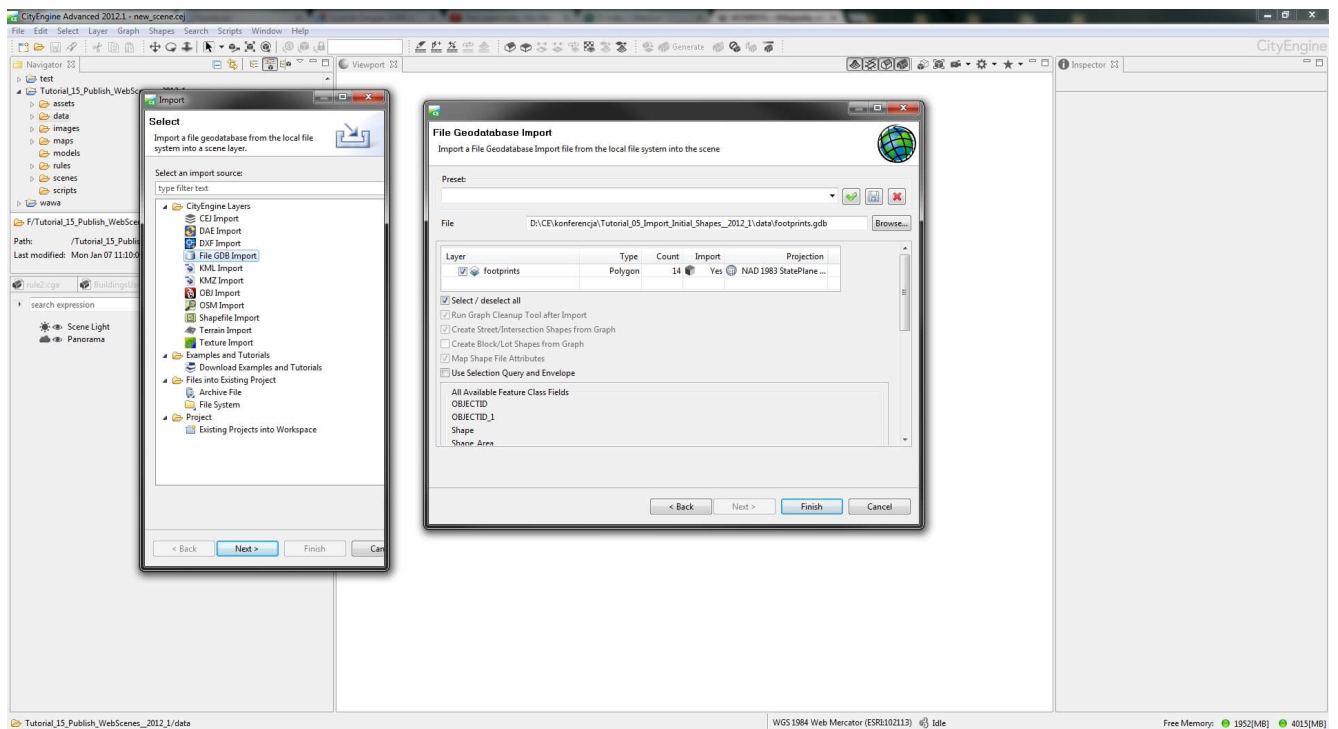 CityEngine Advanced 2012.1 - new_scene.cej
File Edit Select Layer Graph Shapes Search Scripts Window Help
Generate
CityEngine
Navigator
test
Tutorial_15_Publish_WebSc
assets
data
images
maps
models
rules
scenes
scripts
wawa
F/Tutorial_15_Publish_WebScen
Path: /Tutorial_15_Publis
Last modified: Mon Jan 07 11:10:0
rule2.cga
search expression
Scene Light
Panorama
Viewport
Inspector
Import
Select
Import a file geodatabase from the local file
system into a scene layer.
Select an import source:
type filter text
CityEngine Layers
CEJ Import
DAE Import
DXF Import
File GDB Import
KML Import
KMZ Import
OBJ Import
OSM Import
Shapefile Import
Terrain Import
Texture Import
Examples and Tutorials
Download Examples and Tutorials
Files into Existing Project
Archive File
File System
Project
Existing Projects into Workspace
< Back Next > Finish Can
File Geodatabase Import
Import a File Geodatabase Import file from the local file system into the scene
Preset:
File D:\CE\konferencja\Tutorial_05_Import_Initial_Shapes__2012_1\data\footprints.gdb Browse...
Layer Type Count Import Projection
footprints Polygon 14 Yes NAD 1983 StatePlane ...
Select / deselect all
Run Graph Cleanup Tool after Import
Create Street/Intersection Shapes from Graph
Create Block/Lot Shapes from Graph
Map Shape File Attributes
Use Selection Query and Envelope
All Available Feature Class Fields
OBJECTID
OBJECTID_1
Shape
Shape_Area
< Back Next > Finish Cancel
Tutorial_15_Publish_WebScenes__2012_1/data
WGS 1984 Web Mercator (ESRI:102113) Idle
Free Memory: 1952[MB] 4015[MB]